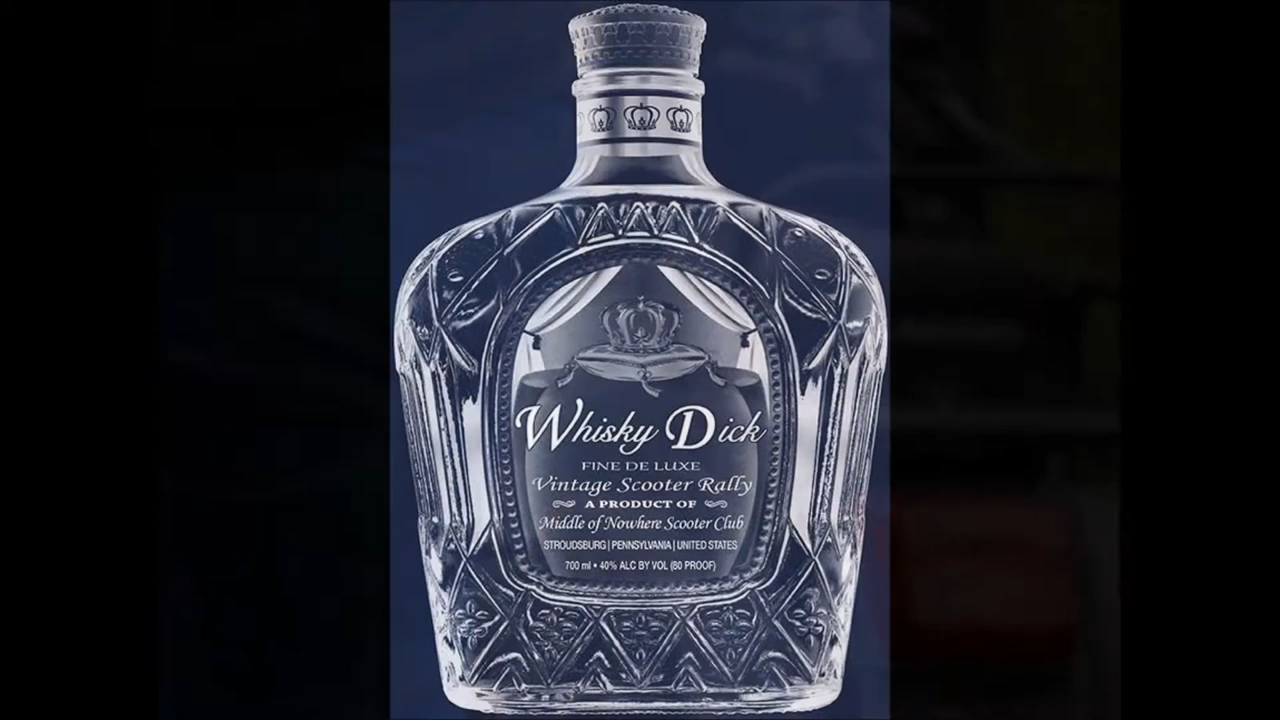 Whisky Dick
FINE DE LUXE
Vintage Scooter Rally
A PRODUCT OF
Middle of Nowhere Scooter Club
STROUDSBURG | PENNSYLVANIA | UNITED STATES
700 ml • 40% ALC BY VOL (80 PROOF)